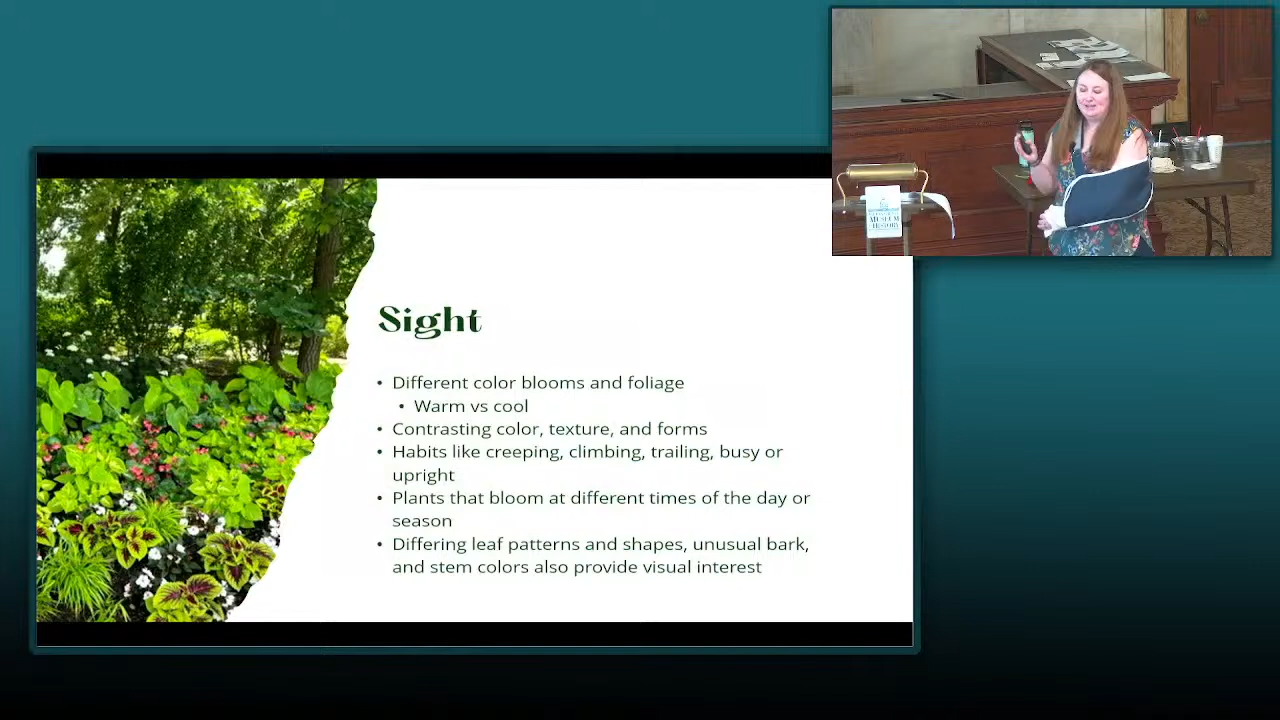 Sight
• Different color blooms and foliage
• Warm vs cool
• Contrasting color, texture, and forms
• Habits like creeping, climbing, trailing, busy or
upright
• Plants that bloom at different times of the day or
season
• Differing leaf patterns and shapes, unusual bark,
and stem colors also provide visual interest
MUSEUM
HISTORY